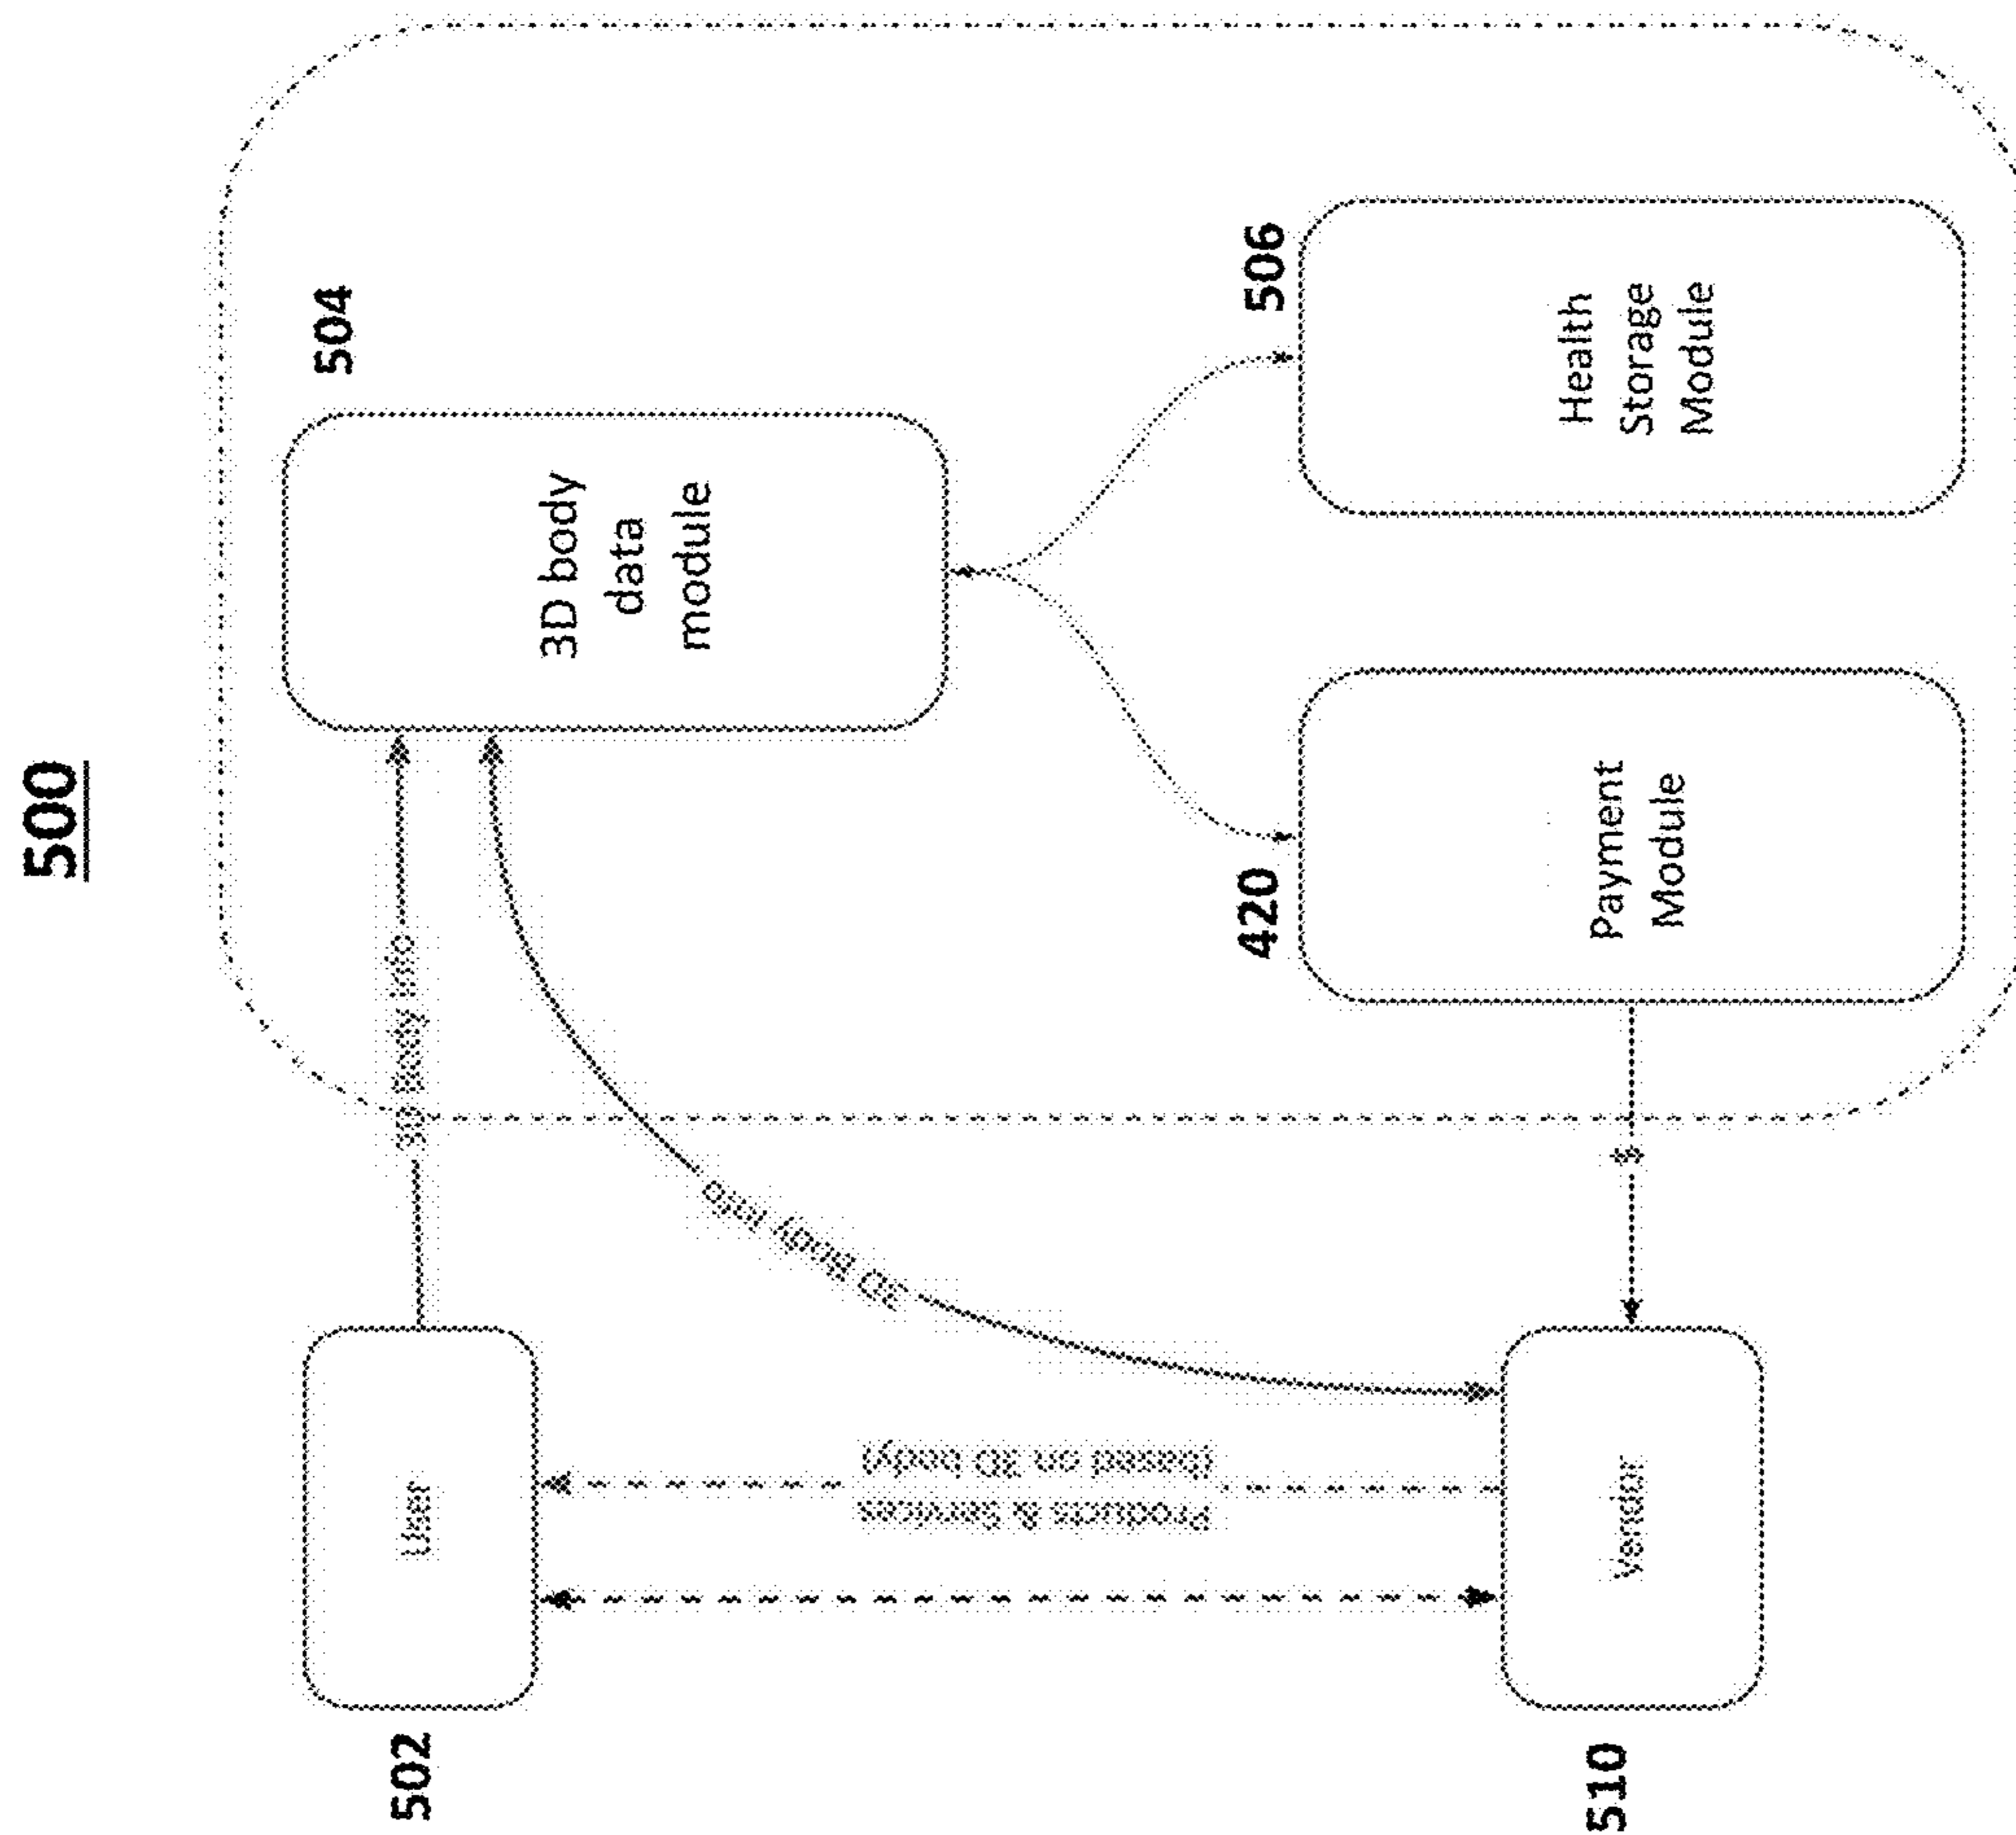 500
502
User
3D Body Info
504
3D body
data
module
3D Body Info
Products & Services
(based on 3D body)
510
Vendor
$
420
Payment
Module
506
Health
Storage
Module